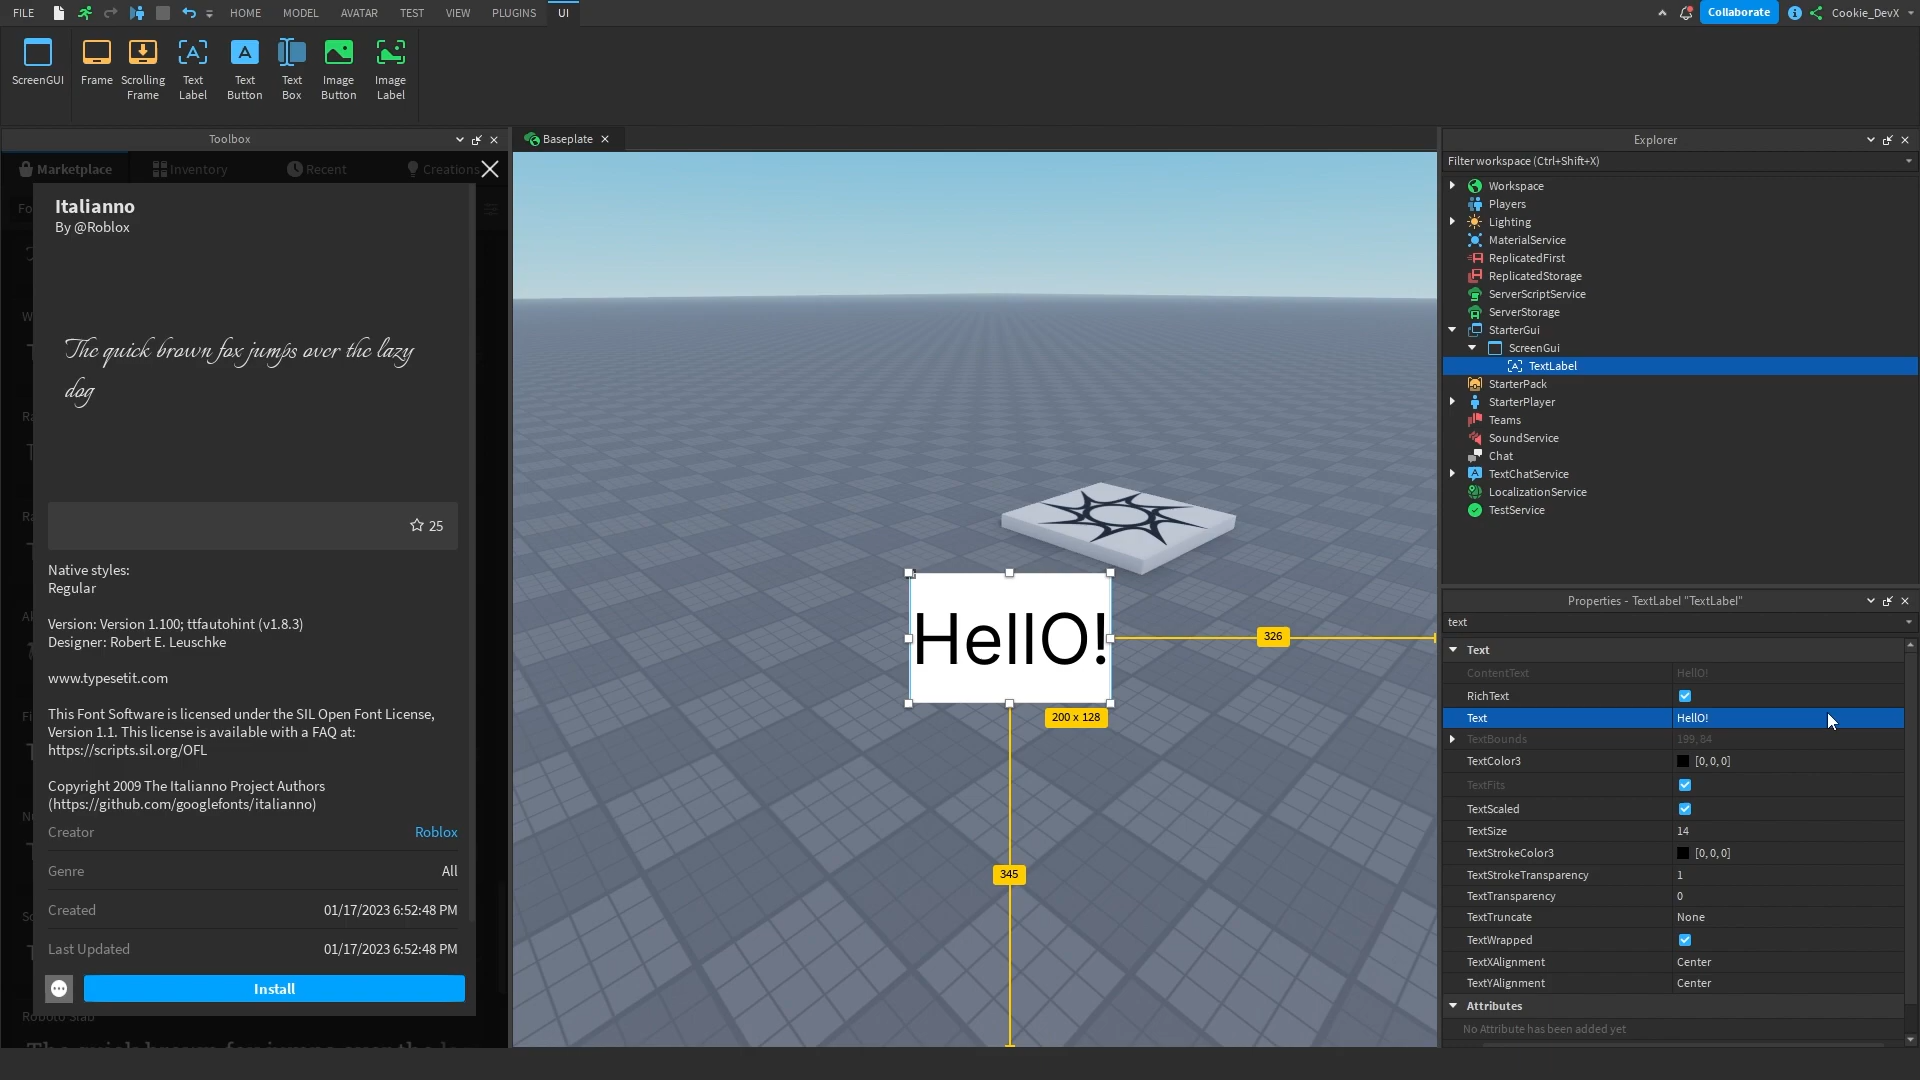 FILE
HOME
MODEL
AVATAR
TEST
VIEW
PLUGINS
UI
Collaborate
Cookie_DevX
ScreenGUI
Frame
Scrolling
Frame
Text
Label
Text
Button
Text
Box
Image
Button
Image
Label
Toolbox
Marketplace
Inventory
Recent
Creations
Italianno
By @Roblox
The quick brown fox jumps over the lazy
dog
25
Native styles:
Regular
Version: Version 1.100; ttfautohint (v1.8.3)
Designer: Robert E. Leuschke
www.typesetit.com
This Font Software is licensed under the SIL Open Font License,
Version 1.1. This license is available with a FAQ at:
https://scripts.sil.org/OFL
Copyright 2009 The Italianno Project Authors
(https://github.com/googlefonts/italianno)
Creator Roblox
Genre All
Created 01/17/2023 6:52:48 PM
Last Updated 01/17/2023 6:52:48 PM
Install
Baseplate
HellO!
326
200 x 128
345
Explorer
Filter workspace (Ctrl+Shift+X)
Workspace
Players
Lighting
MaterialService
ReplicatedFirst
ReplicatedStorage
ServerScriptService
ServerStorage
StarterGui
ScreenGui
TextLabel
StarterPack
StarterPlayer
Teams
SoundService
Chat
TextChatService
LocalizationService
TestService
Properties - TextLabel "TextLabel"
text
Text
ContentText HellO!
RichText
Text HellO!
TextBounds 199, 84
TextColor3 [0, 0, 0]
TextFits
TextScaled
TextSize 14
TextStrokeColor3 [0, 0, 0]
TextStrokeTransparency 1
TextTransparency 0
TextTruncate None
TextWrapped
TextXAlignment Center
TextYAlignment Center
Attributes
No Attribute has been added yet